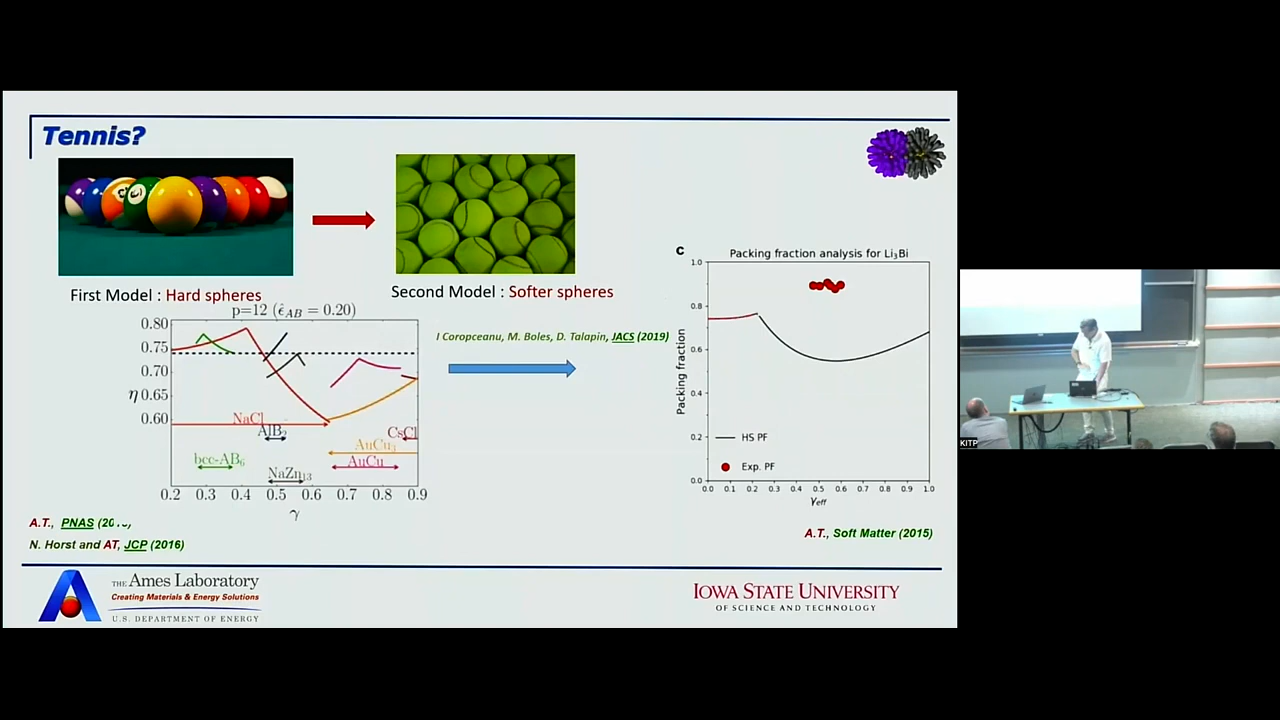 Tennis?
First Model : Hard spheres
Second Model : Softer spheres
p=12 (ϵ̂AB = 0.20)
0.80
0.75
0.70
η 0.65
0.60
NaCl
AlB2
CsCl
AuCu3
bcc-AB6
AuCu
NaZn13
0.2 0.3 0.4 0.5 0.6 0.7 0.8 0.9
γ
I Coropceanu, M. Boles, D. Talapin, JACS (2019)
c
Packing fraction analysis for Li3Bi
1.0
0.8
0.6
0.4
0.2
0.0
Packing fraction
HS PF
Exp. PF
0.0 0.1 0.2 0.3 0.4 0.5 0.6 0.7 0.8 0.9 1.0
γeff
A.T., PNAS
N. Horst and AT, JCP (2016)
A.T., Soft Matter (2015)
THE Ames Laboratory
Creating Materials & Energy Solutions
U.S. DEPARTMENT OF ENERGY
IOWA STATE UNIVERSITY
OF SCIENCE AND TECHNOLOGY
KITP